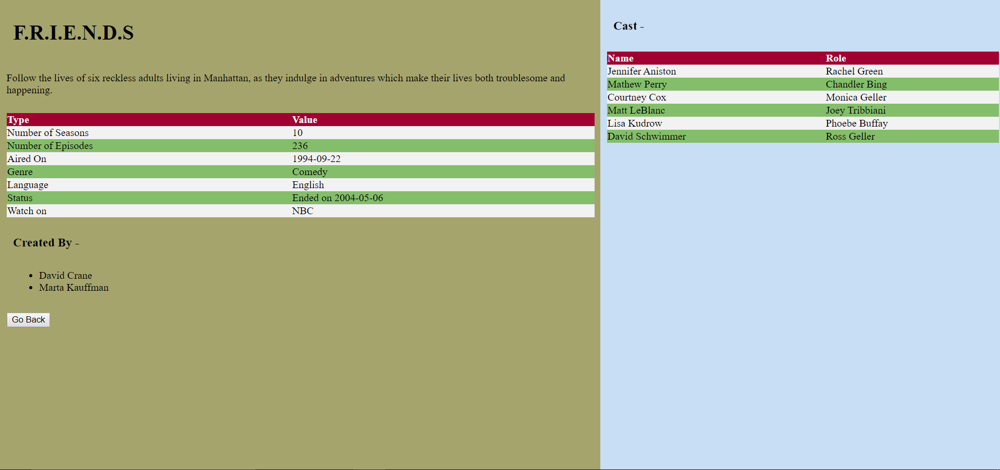 F.R.I.E.N.D.S
Follow the lives of six reckless adults living in Manhattan, as they indulge in adventures which make their lives both troublesome and
happening.
Type Value
Number of Seasons 10
Number of Episodes 236
Aired On 1994-09-22
Genre Comedy
Language English
Status Ended on 2004-05-06
Watch on NBC
Created By -
• David Crane
• Marta Kauffman
Go Back
Cast -
Name Role
Jennifer Aniston Rachel Green
Mathew Perry Chandler Bing
Courtney Cox Monica Geller
Matt LeBlanc Joey Tribbiani
Lisa Kudrow Phoebe Buffay
David Schwimmer Ross Geller